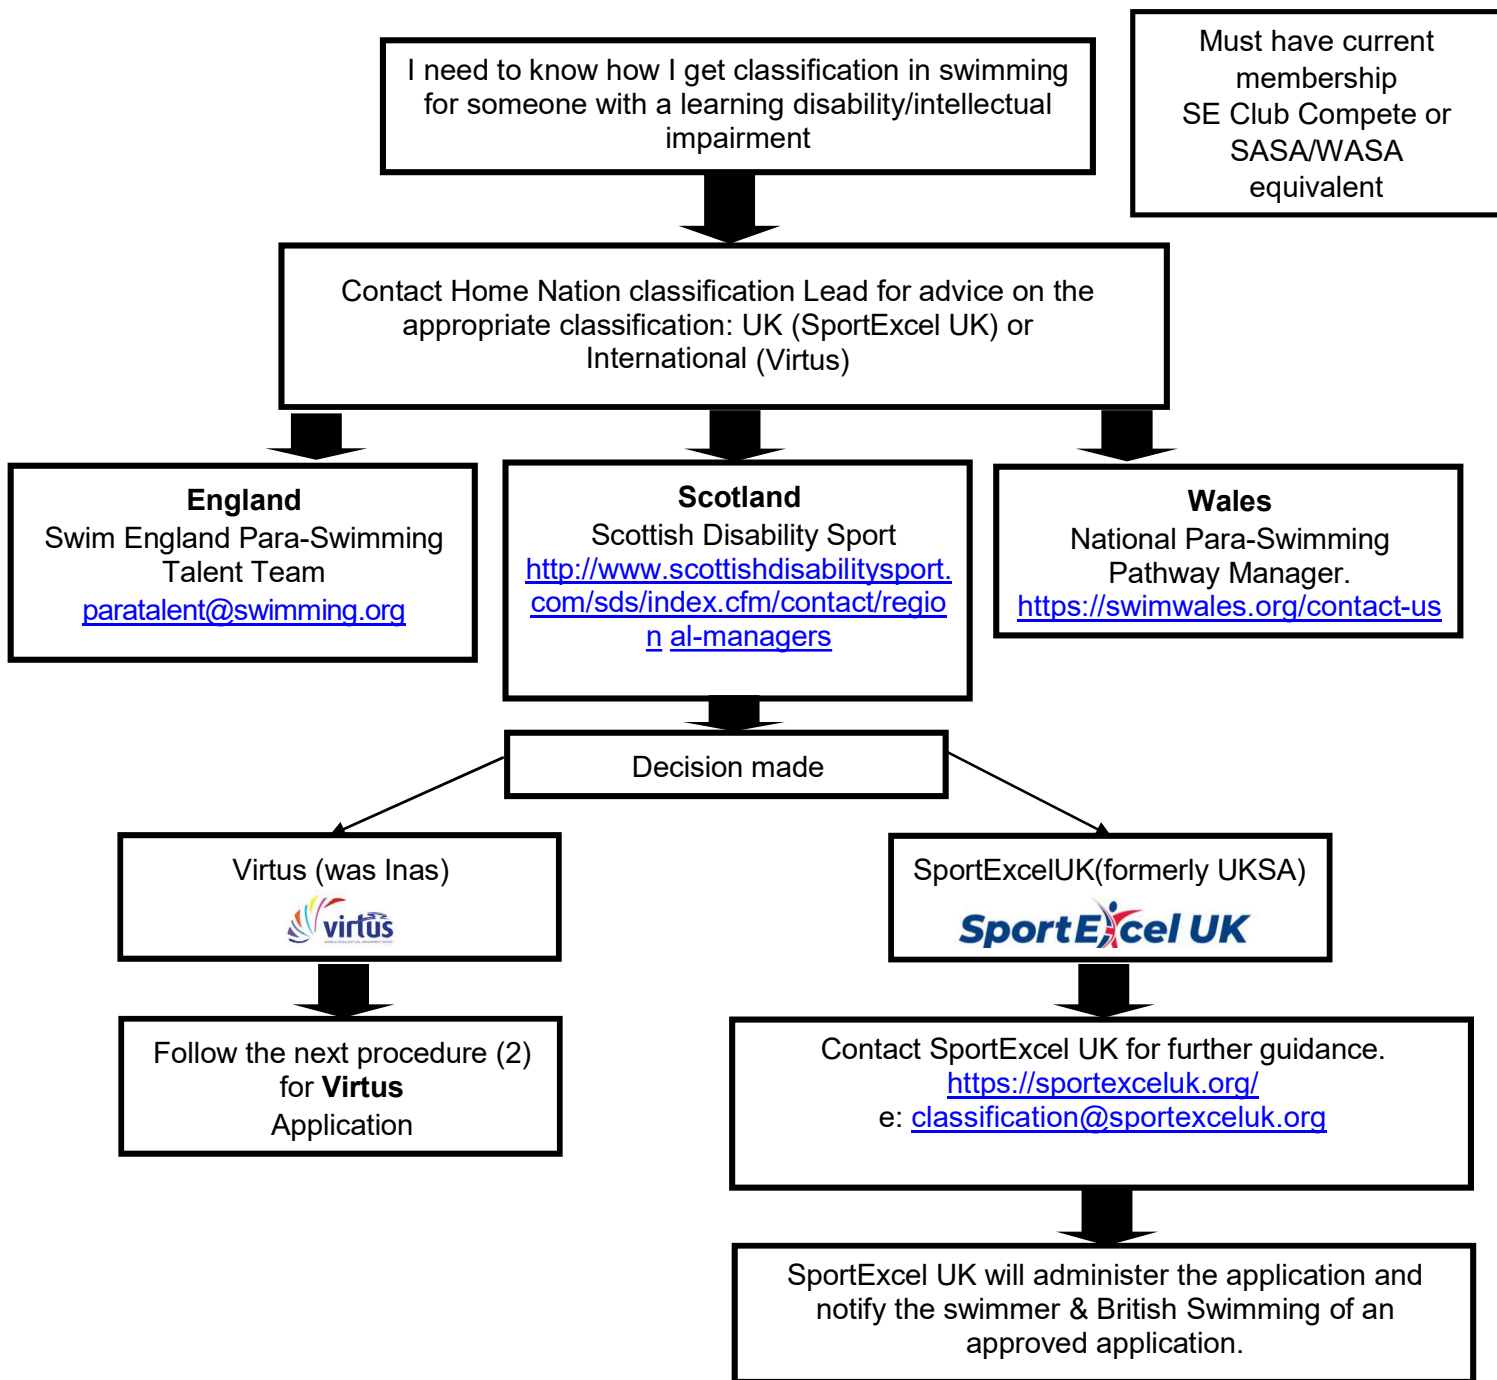 I need to know how I get classification in swimming
for someone with a learning disability/intellectual
impairment
Must have current
membership
SE Club Compete or
SASA/WASA
equivalent
Contact Home Nation classification Lead for advice on the
appropriate classification: UK (SportExcel UK) or
International (Virtus)
England
Swim England Para-Swimming
Talent Team
paratalent@swimming.org
Scotland
Scottish Disability Sport
http://www.scottishdisabilitysport.
com/sds/index.cfm/contact/regio
n al-managers
Wales
National Para-Swimming
Pathway Manager.
https://swimwales.org/contact-us
Decision made
Virtus (was Inas)
virtus
SportExcelUK(formerly UKSA)
SportExcel UK
Follow the next procedure (2)
for Virtus
Application
Contact SportExcel UK for further guidance.
https://sportexceluk.org/
e: classification@sportexceluk.org
SportExcel UK will administer the application and
notify the swimmer & British Swimming of an
approved application.